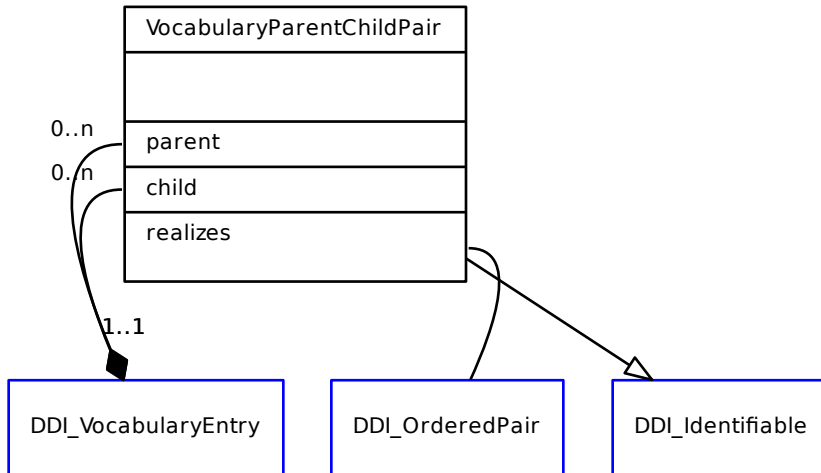 VocabularyParentChildPair
0..n
parent
0..n
child
realizes
1..1
DDI_VocabularyEntry
DDI_OrderedPair
DDI_Identifiable